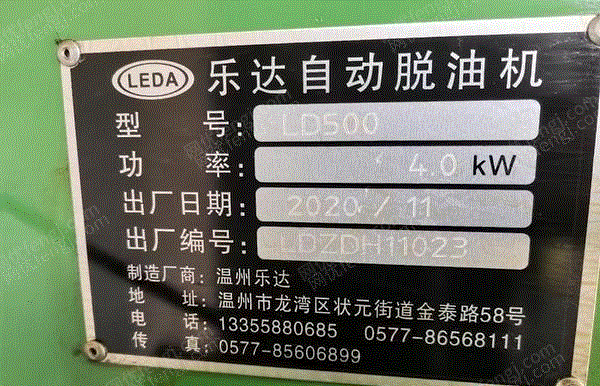 LEDA 乐达自动脱油机
型 号: LD500
功 率: 4.0 kW
出厂日期: 2020 / 11
出厂编号: LDZDH11023
制造厂商: 温州乐达
地 址: 温州市龙湾区状元街道金泰路58号
电 话: 13355880685 0577-86568111
传 真: 0577-85606899